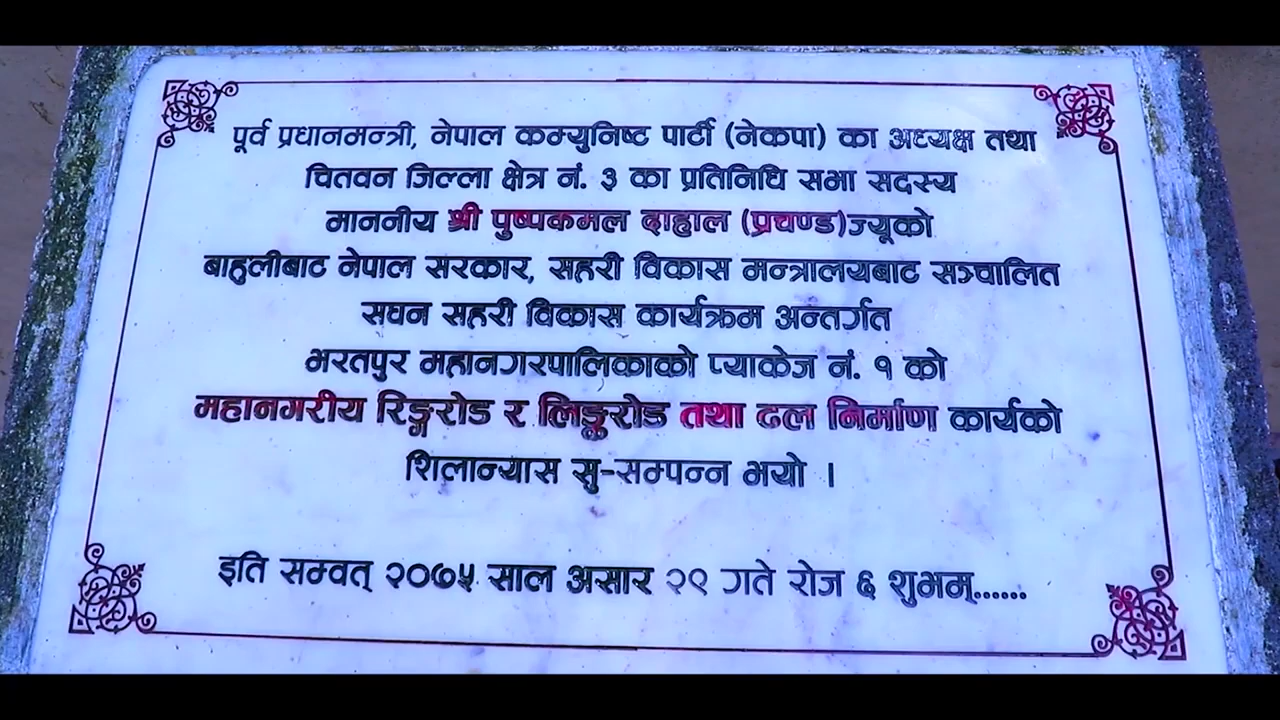 पूर्व प्रधानमन्त्री, नेपाल कम्युनिष्ट पार्टी (नेकपा) का अध्यक्ष तथा
चितवन जिल्ला क्षेत्र नं. ३ का प्रतिनिधि सभा सदस्य
माननीय श्री पुष्पकमल दाहाल (प्रचण्ड)ज्यूको
बाहुलीबाट नेपाल सरकार, सहरी विकास मन्त्रालयबाट सञ्चालित
सघन सहरी विकास कार्यक्रम अन्तर्गत
भरतपुर महानगरपालिकाको प्याकेज नं. १ को
महानगरीय रिङ्गरोड र लिङ्करोड तथा ढल निर्माण कार्यको
शिलान्यास सु-सम्पन्न भयो ।
इति सम्वत् २०७५ साल असार २९ गते रोज ६ शुभम्......